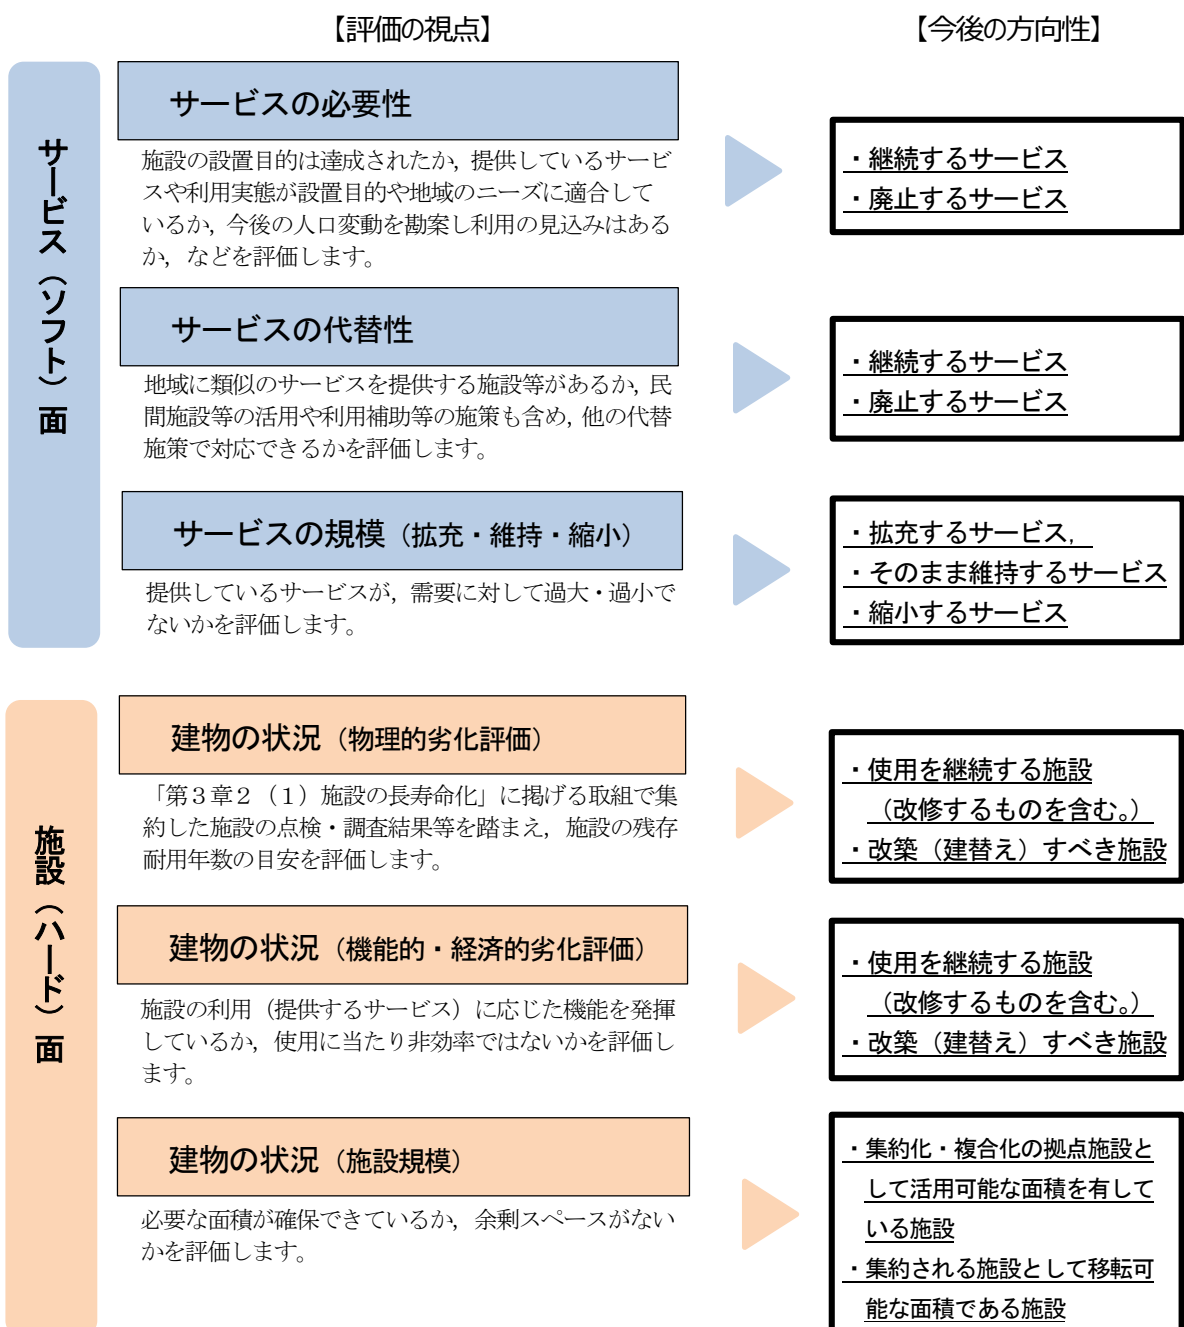 【評価の視点】
【今後の方向性】
サービス（ソフト）面
サービスの必要性
施設の設置目的は達成されたか，提供しているサービ
スや利用実態が設置目的や地域のニーズに適合して
いるか，今後の人口変動を勘案し利用の見込みはある
か，などを評価します。
・継続するサービス
・廃止するサービス
サービスの代替性
地域に類似のサービスを提供する施設等があるか，民
間施設等の活用や利用補助等の施策も含め，他の代替
施策で対応できるかを評価します。
・継続するサービス
・廃止するサービス
サービスの規模（拡充・維持・縮小）
提供しているサービスが，需要に対して過大・過小で
ないかを評価します。
・拡充するサービス，
・そのまま維持するサービス
・縮小するサービス
施設（ハード）面
建物の状況（物理的劣化評価）
「第３章２（１）施設の長寿命化」に掲げる取組で集
約した施設の点検・調査結果等を踏まえ，施設の残存
耐用年数の目安を評価します。
・使用を継続する施設
（改修するものを含む。）
・改築（建替え）すべき施設
建物の状況（機能的・経済的劣化評価）
施設の利用（提供するサービス）に応じた機能を発揮
しているか，使用に当たり非効率ではないかを評価し
ます。
・使用を継続する施設
（改修するものを含む。）
・改築（建替え）すべき施設
建物の状況（施設規模）
必要な面積が確保できているか，余剰スペースがない
かを評価します。
・集約化・複合化の拠点施設と
して活用可能な面積を有して
いる施設
・集約される施設として移転可
能な面積である施設